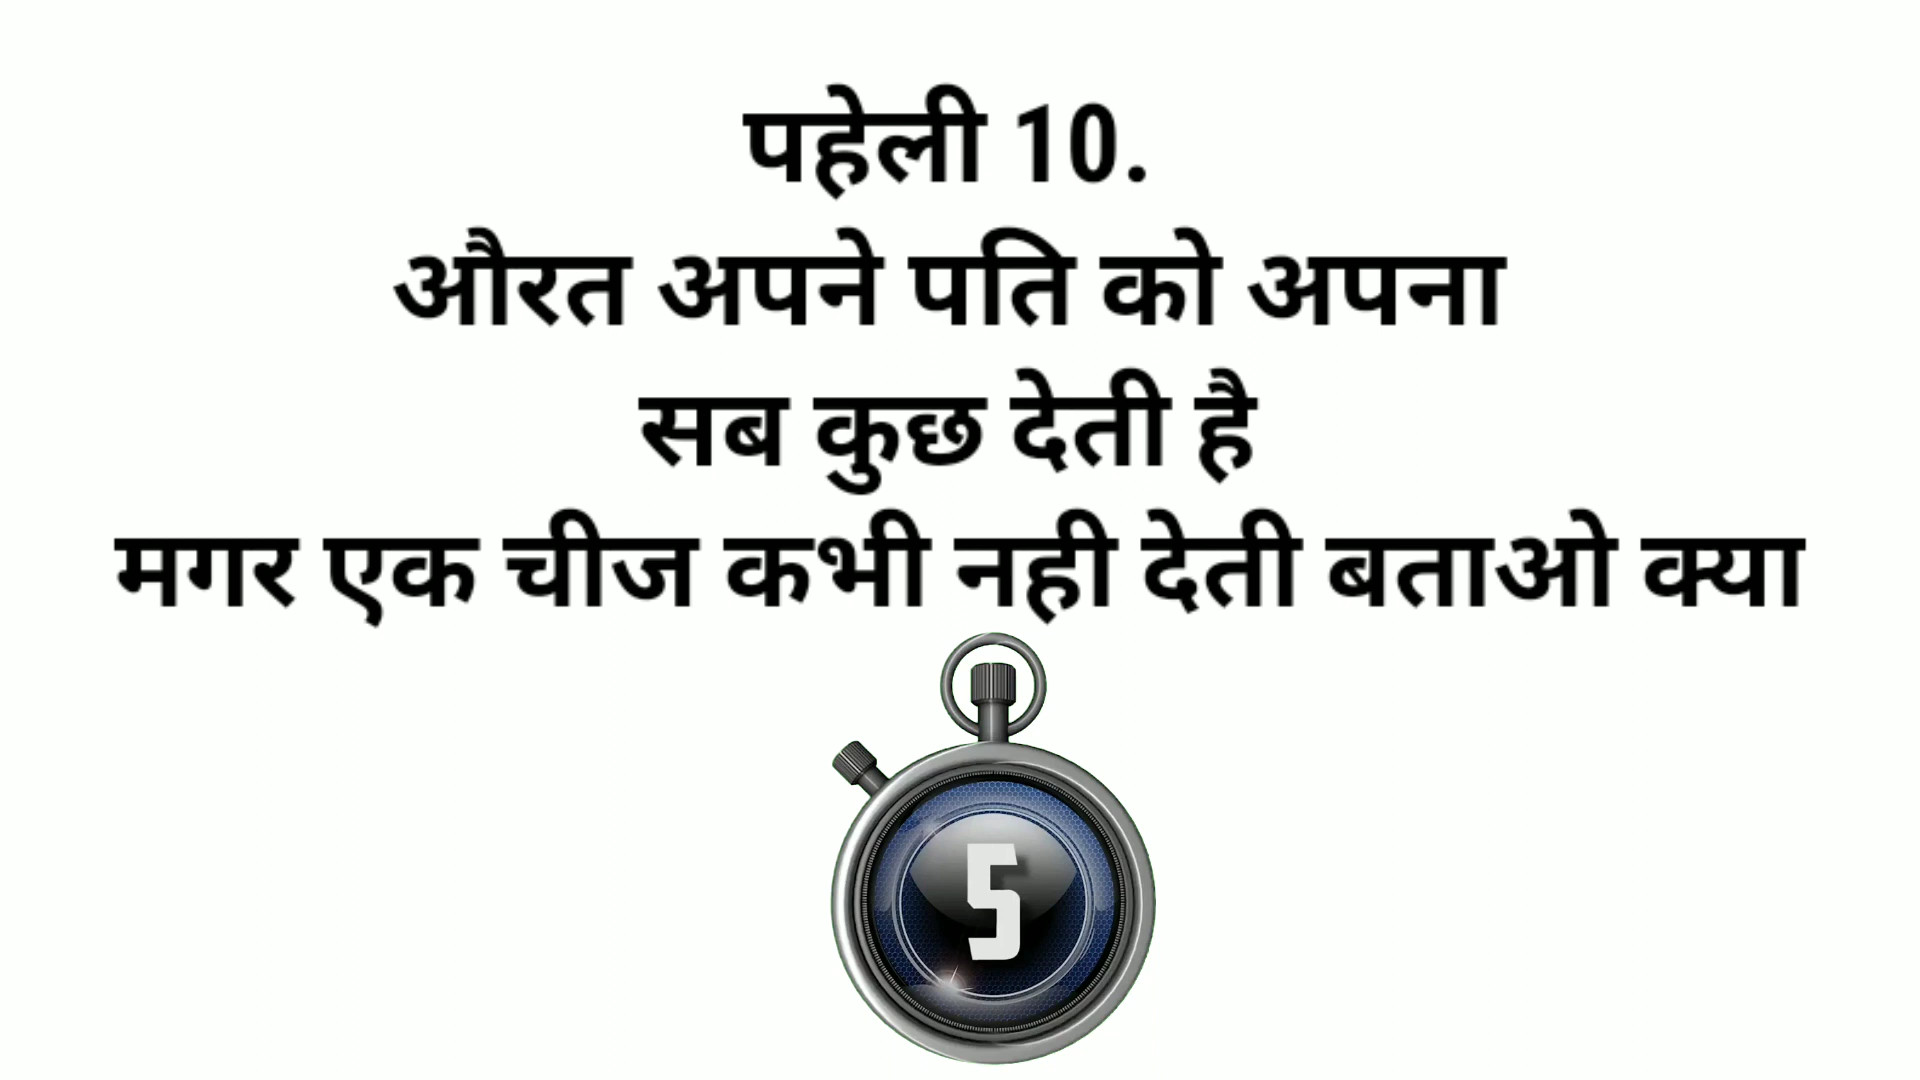 पहेली 10.
औरत अपने पति को अपना
सब कुछ देती है
मगर एक चीज कभी नही देती बताओ क्या
5